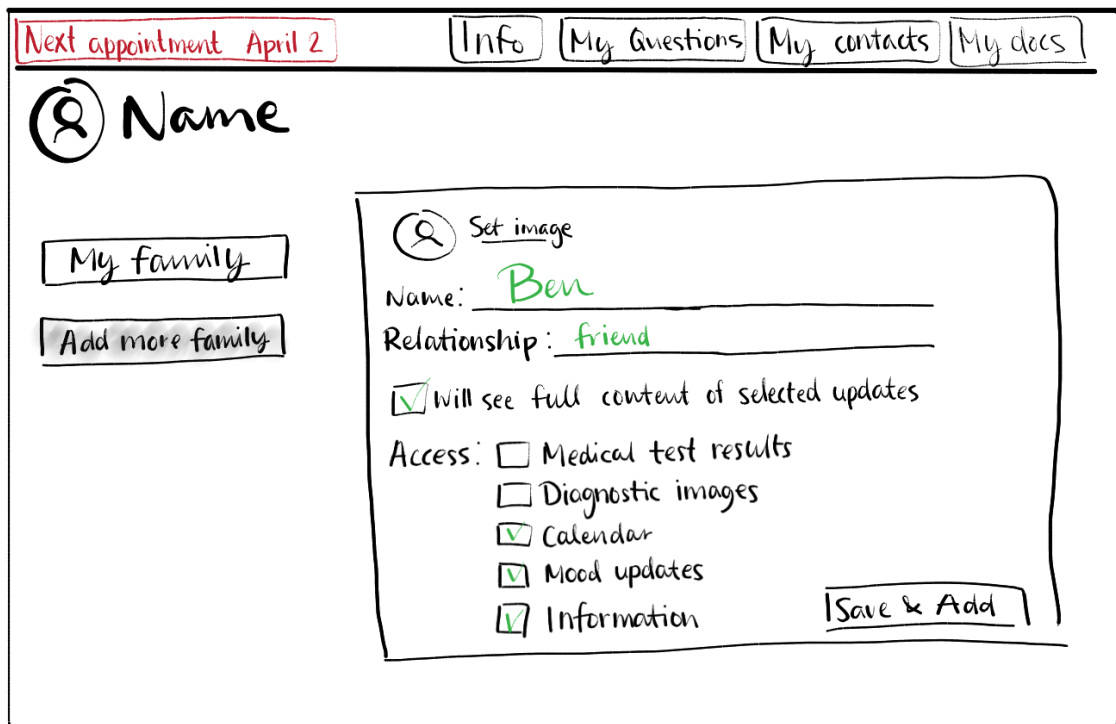 Next appointment April 2
Info
My Questions
My contacts
My docs
Name
My family
Add more family
Set image
Name: Ben
Relationship: friend
Will see full content of selected updates
Access: Medical test results
Diagnostic images
Calendar
Mood updates
Information
Save & Add